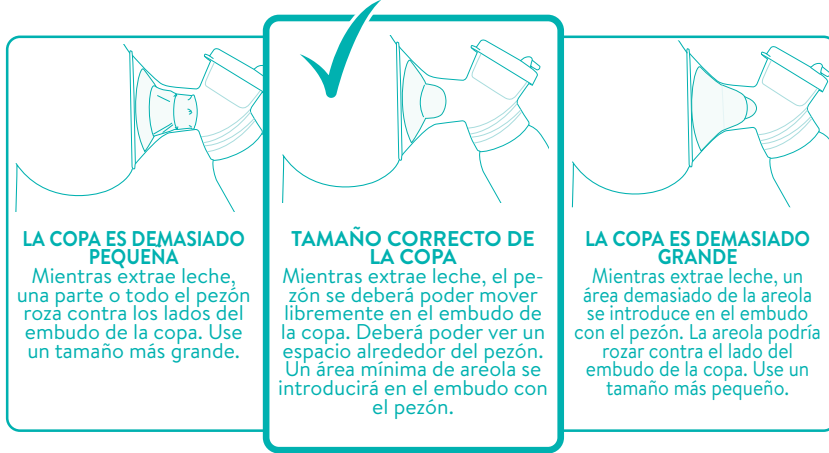 LA COPA ES DEMASIADO
PEQUEÑA
Mientras extrae leche,
una parte o todo el pezón
roza contra los lados del
embudo de la copa. Use
un tamaño más grande.
TAMAÑO CORRECTO DE
LA COPA
Mientras extrae leche, el pe-
zón se deberá poder mover
libremente en el embudo de
la copa. Deberá poder ver un
espacio alrededor del pezón.
Un área mínima de areola se
introducirá en el embudo con
el pezón.
LA COPA ES DEMASIADO
GRANDE
Mientras extrae leche, un
área demasiado de la areola
se introduce en el embudo
con el pezón. La areola podría
rozar contra el lado del
embudo de la copa. Use un
tamaño más pequeño.